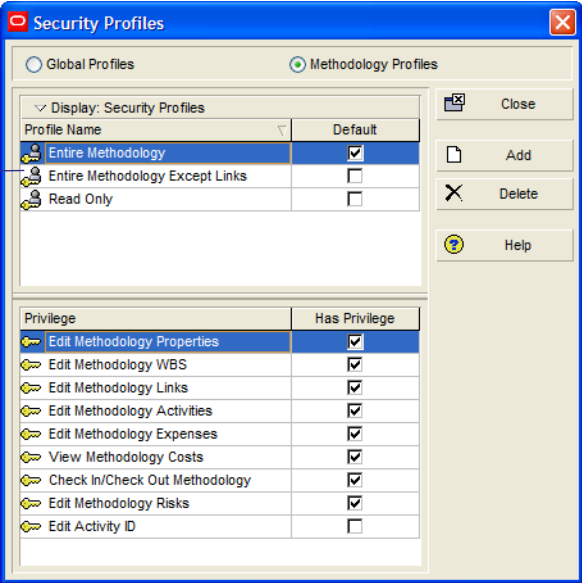 Security Profiles
Global Profiles
Methodology Profiles
Close
Display: Security Profiles
Profile Name Default
Entire Methodology
Add
Entire Methodology Except Links
Delete
Read Only
Help
Privilege Has Privilege
Edit Methodology Properties
Edit Methodology WBS
Edit Methodology Links
Edit Methodology Activities
Edit Methodology Expenses
View Methodology Costs
Check In/Check Out Methodology
Edit Methodology Risks
Edit Activity ID